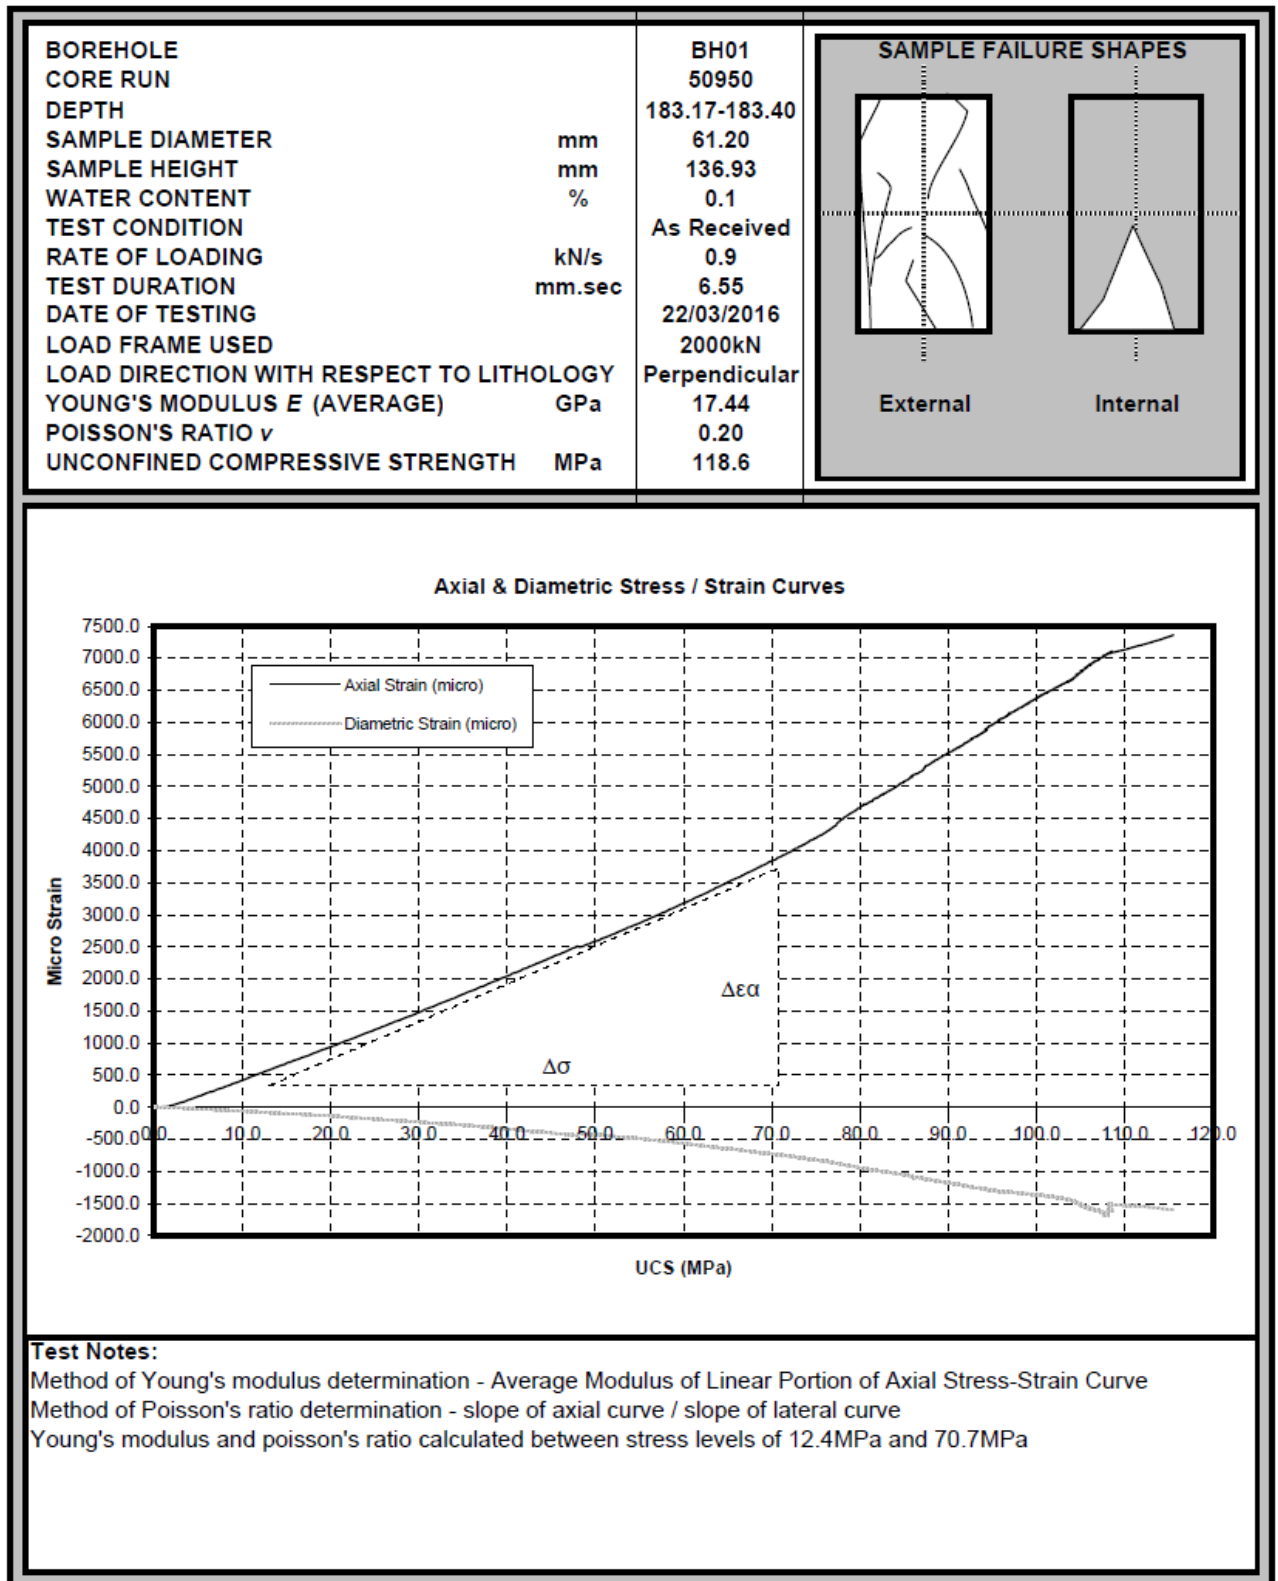 BOREHOLE BH01
CORE RUN 50950
DEPTH 183.17-183.40
SAMPLE DIAMETER mm 61.20
SAMPLE HEIGHT mm 136.93
WATER CONTENT % 0.1
TEST CONDITION As Received
RATE OF LOADING kN/s 0.9
TEST DURATION mm.sec 6.55
DATE OF TESTING 22/03/2016
LOAD FRAME USED 2000kN
LOAD DIRECTION WITH RESPECT TO LITHOLOGY Perpendicular
YOUNG'S MODULUS E (AVERAGE) GPa 17.44
POISSON'S RATIO v 0.20
UNCONFINED COMPRESSIVE STRENGTH MPa 118.6
SAMPLE FAILURE SHAPES
External Internal
Axial & Diametric Stress / Strain Curves
7500.0
7000.0
6500.0
6000.0
5500.0
5000.0
4500.0
4000.0
3500.0
3000.0
2500.0
2000.0
1500.0
1000.0
500.0
0.0
-500.0
-1000.0
-1500.0
-2000.0
Micro Strain
Axial Strain (micro)
Diametric Strain (micro)
Δεα
Δσ
0.0 10.0 20.0 30.0 40.0 50.0 60.0 70.0 80.0 90.0 100.0 110.0 120.0
UCS (MPa)
Test Notes:
Method of Young's modulus determination - Average Modulus of Linear Portion of Axial Stress-Strain Curve
Method of Poisson's ratio determination - slope of axial curve / slope of lateral curve
Young's modulus and poisson's ratio calculated between stress levels of 12.4MPa and 70.7MPa